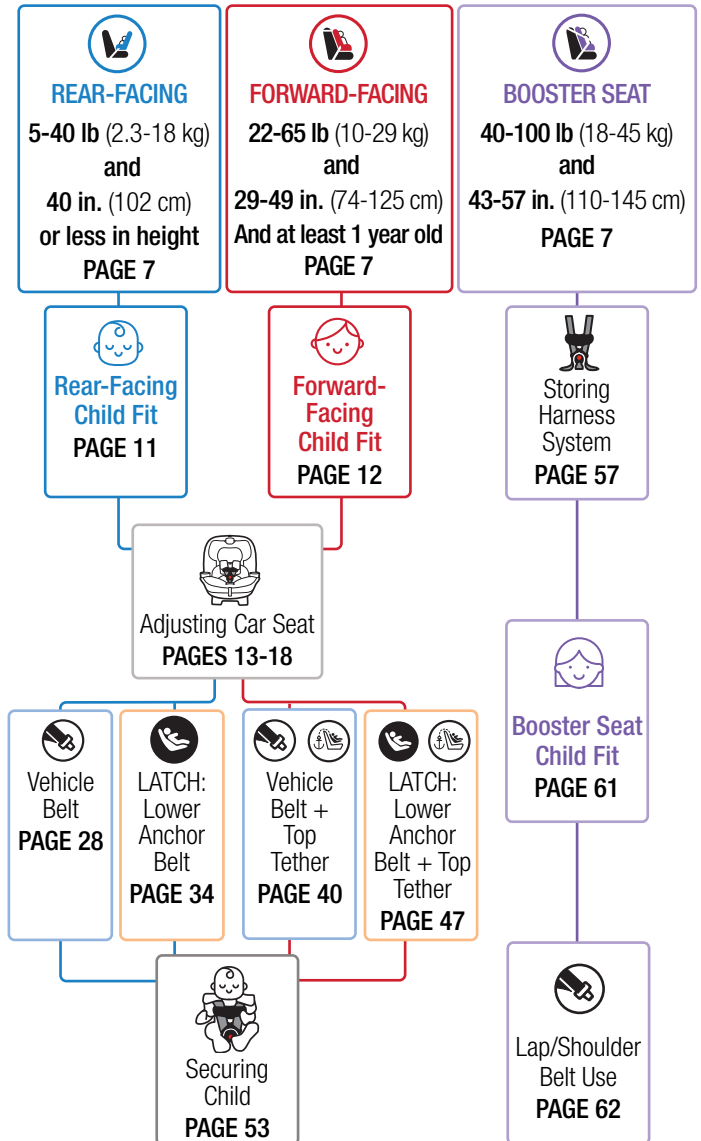 REAR-FACING
5-40 lb (2.3-18 kg)
and
40 in. (102 cm)
or less in height
PAGE 7
FORWARD-FACING
22-65 lb (10-29 kg)
and
29-49 in. (74-125 cm)
And at least 1 year old
PAGE 7
BOOSTER SEAT
40-100 lb (18-45 kg)
and
43-57 in. (110-145 cm)
PAGE 7
Rear-Facing
Child Fit
PAGE 11
Forward-
Facing
Child Fit
PAGE 12
Storing
Harness
System
PAGE 57
Adjusting Car Seat
PAGES 13-18
Booster Seat
Child Fit
PAGE 61
Vehicle
Belt
PAGE 28
LATCH:
Lower
Anchor
Belt
PAGE 34
Vehicle
Belt +
Top
Tether
PAGE 40
LATCH:
Lower
Anchor
Belt + Top
Tether
PAGE 47
Securing
Child
PAGE 53
Lap/Shoulder
Belt Use
PAGE 62